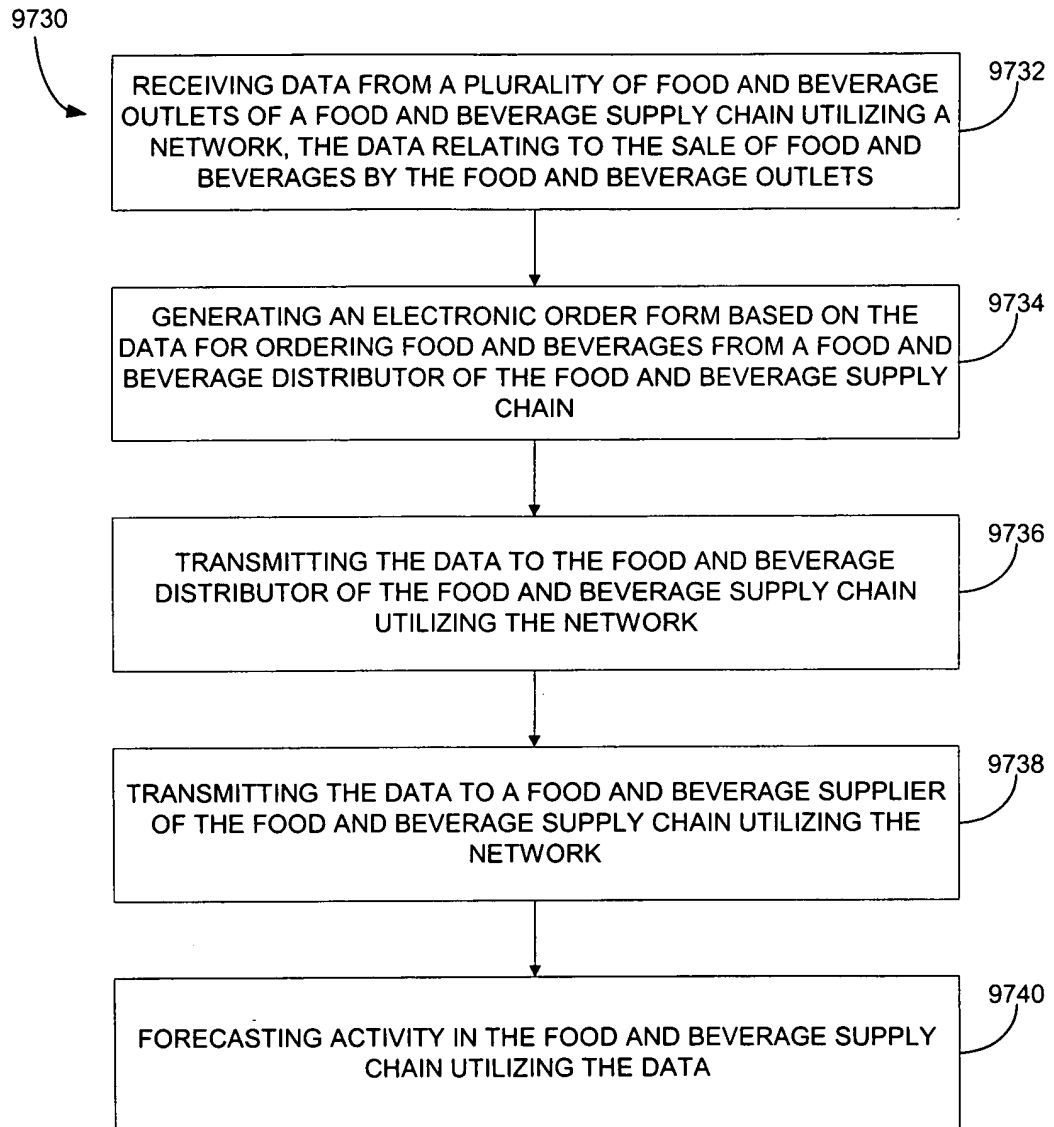 9730
9732
RECEIVING DATA FROM A PLURALITY OF FOOD AND BEVERAGE
OUTLETS OF A FOOD AND BEVERAGE SUPPLY CHAIN UTILIZING A
NETWORK, THE DATA RELATING TO THE SALE OF FOOD AND
BEVERAGES BY THE FOOD AND BEVERAGE OUTLETS
9734
GENERATING AN ELECTRONIC ORDER FORM BASED ON THE
DATA FOR ORDERING FOOD AND BEVERAGES FROM A FOOD AND
BEVERAGE DISTRIBUTOR OF THE FOOD AND BEVERAGE SUPPLY
CHAIN
9736
TRANSMITTING THE DATA TO THE FOOD AND BEVERAGE
DISTRIBUTOR OF THE FOOD AND BEVERAGE SUPPLY CHAIN
UTILIZING THE NETWORK
9738
TRANSMITTING THE DATA TO A FOOD AND BEVERAGE SUPPLIER
OF THE FOOD AND BEVERAGE SUPPLY CHAIN UTILIZING THE
NETWORK
9740
FORECASTING ACTIVITY IN THE FOOD AND BEVERAGE SUPPLY
CHAIN UTILIZING THE DATA